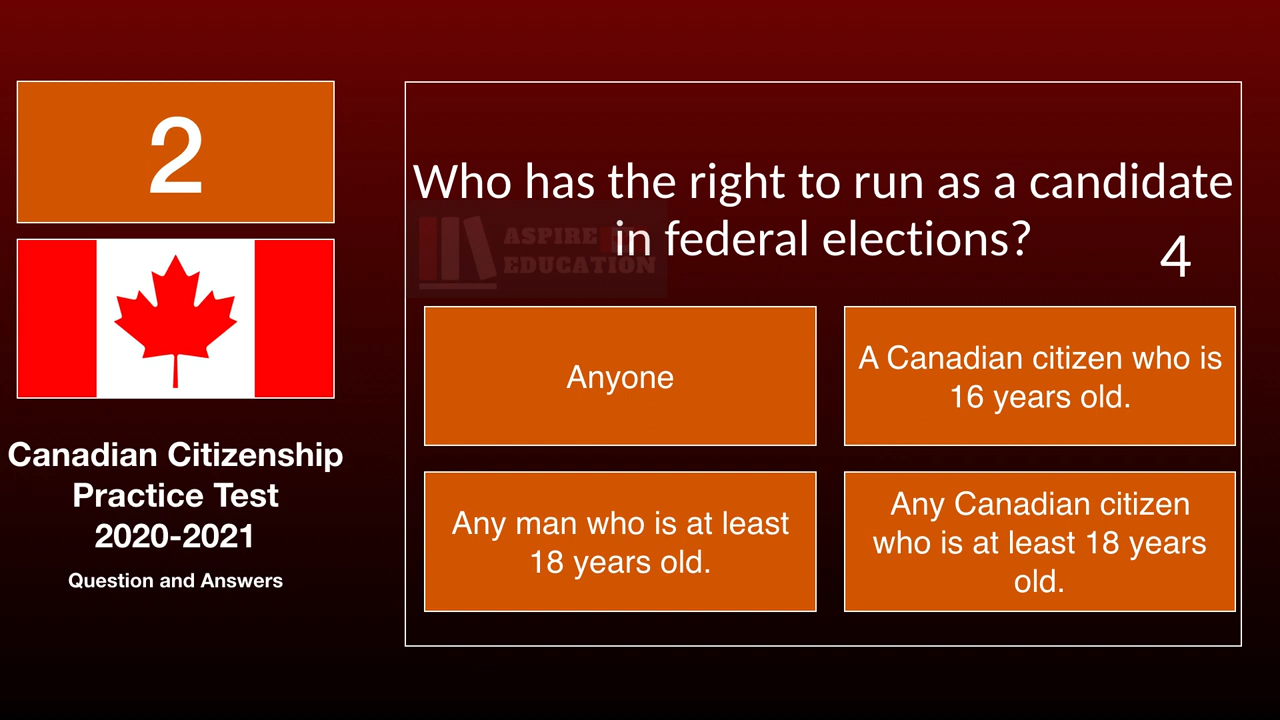 2
Canadian Citizenship
Practice Test
2020-2021
Question and Answers
Who has the right to run as a candidate
in federal elections?
4
ASPIRE
EDUCATION
Anyone
A Canadian citizen who is
16 years old.
Any man who is at least
18 years old.
Any Canadian citizen
who is at least 18 years
old.